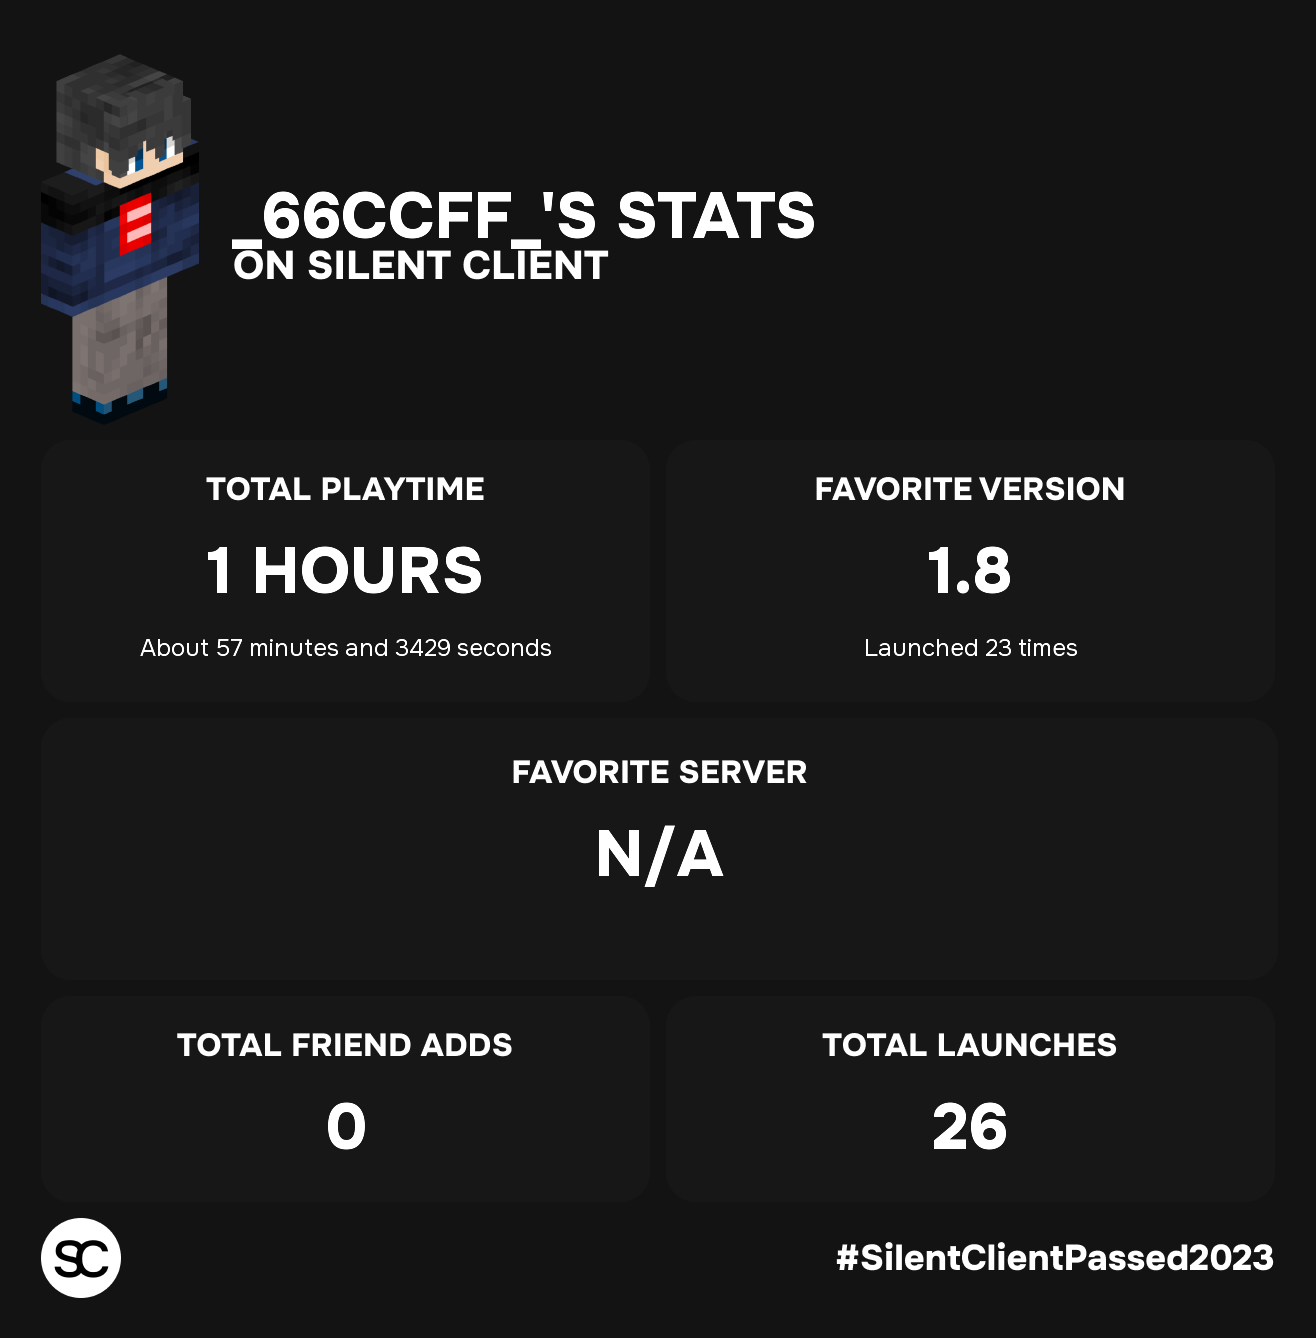 _66CCFF_'S STATS
ON SILENT CLIENT
TOTAL PLAYTIME
1 HOURS
About 57 minutes and 3429 seconds
FAVORITE VERSION
1.8
Launched 23 times
FAVORITE SERVER
N/A
TOTAL FRIEND ADDS
0
TOTAL LAUNCHES
26
SC
#SilentClientPassed2023